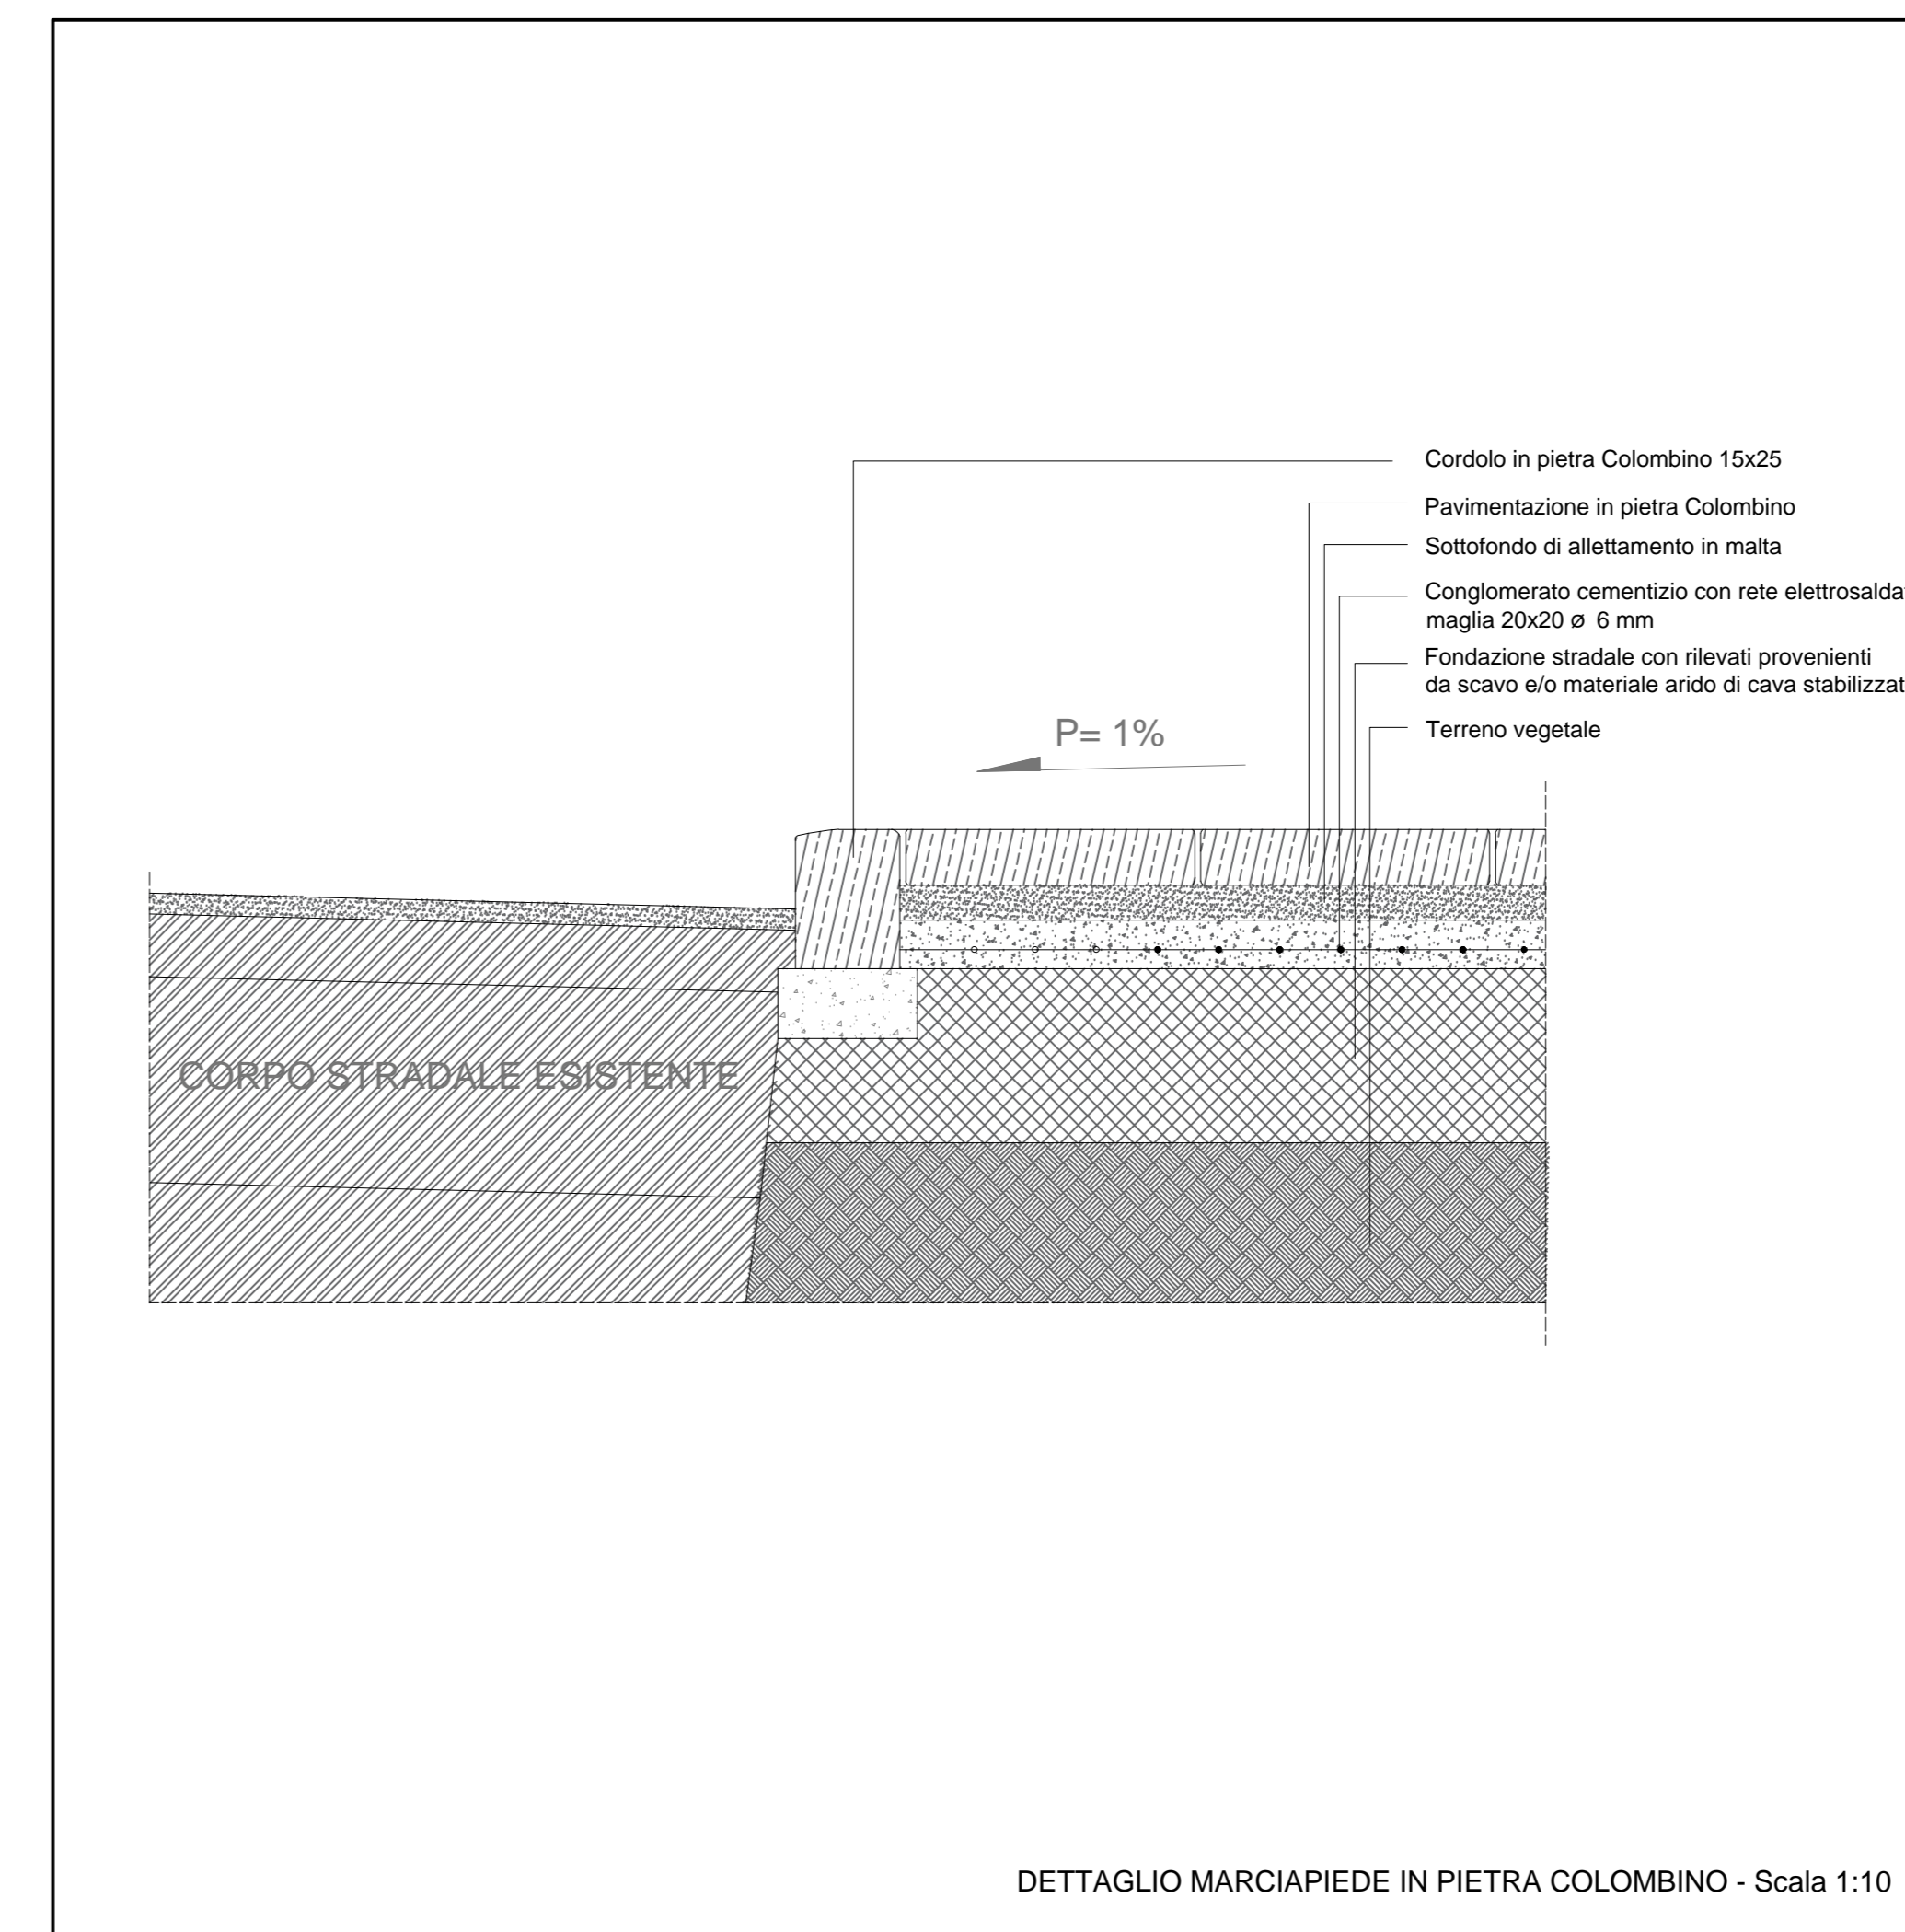 Cordolo in pietra Colombino 15x25
Pavimentazione in pietra Colombino
Sottofondo di allettamento in malta
Conglomerato cementizio con rete elettrosalda
maglia 20x20 ø 6 mm
Fondazione stradale con rilevati provenienti
da scavo e/o materiale arido di cava stabilizzat
Terreno vegetale
P= 1%
CORPO STRADALE ESISTENTE
DETTAGLIO MARCIAPIEDE IN PIETRA COLOMBINO - Scala 1:10